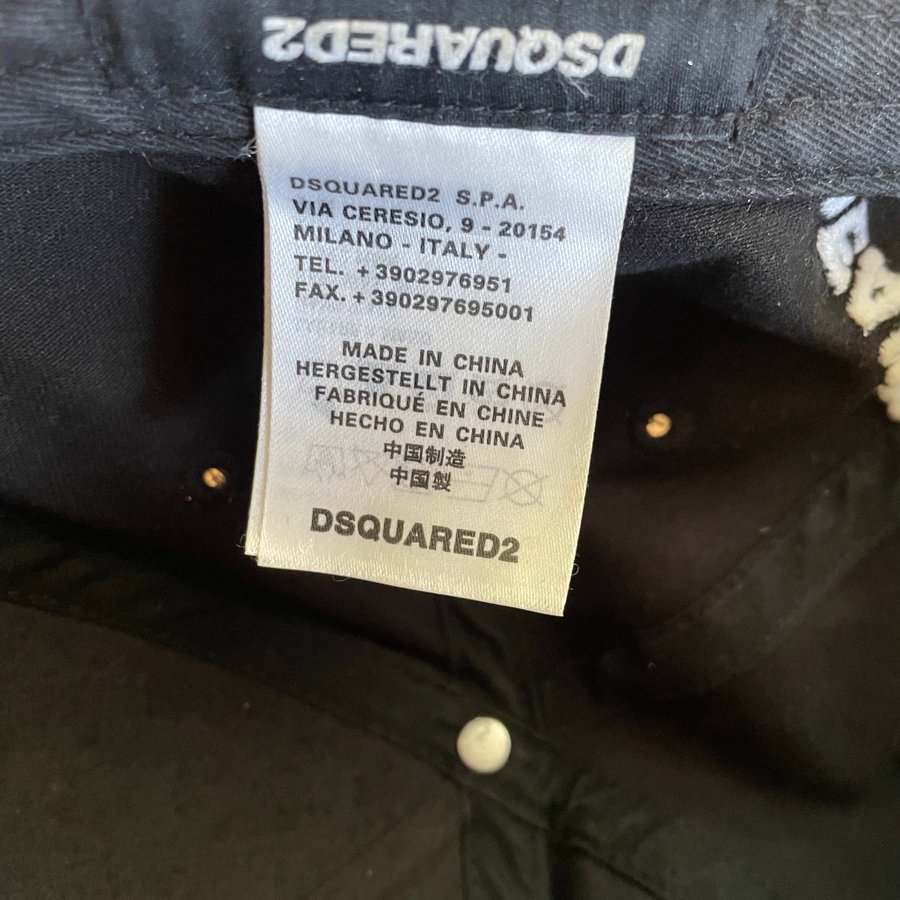 DSQUARED2
DSQUARED2 S.P.A.
VIA CERESIO, 9 - 20154
MILANO - ITALY -
TEL. +3902976951
FAX. +390297695001
MADE IN CHINA
HERGESTELLT IN CHINA
FABRIQUÉ EN CHINE
HECHO EN CHINA
中国制造
中国製
DSQUARED2